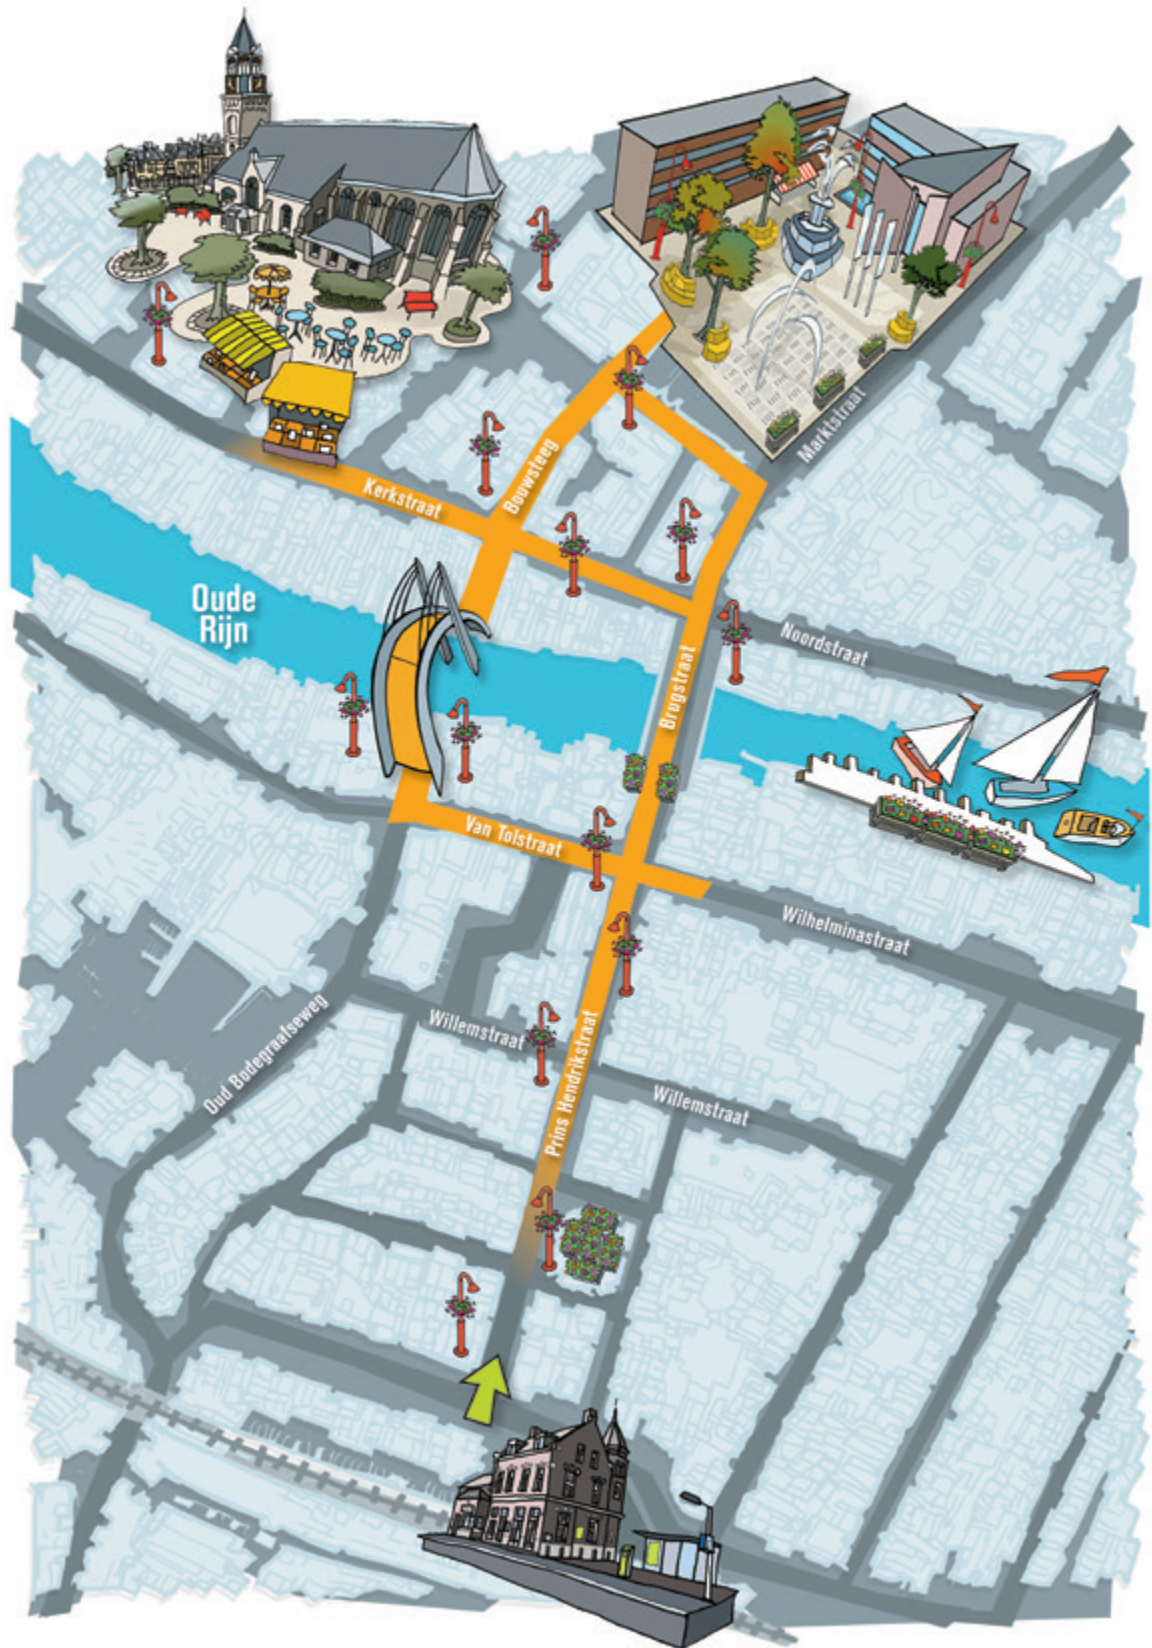 Marktstraat
Bouwsteeg
Kerkstraat
Oude
Rijn
Noordstraat
Brugstraat
Van Tolstraat
Wilhelminastraat
Willemstraat
Oud Bodegraafseweg
Prins Hendrikstraat
Willemstraat